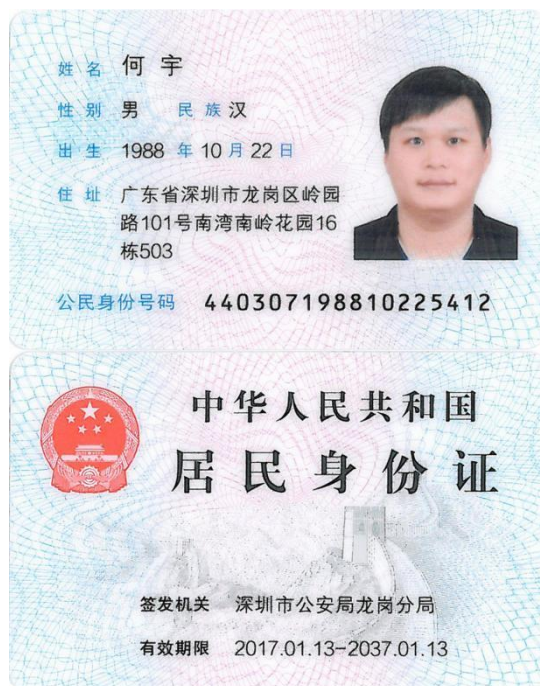 姓名 何宇
性别 男 民族 汉
出生 1988 年 10 月 22 日
住址 广东省深圳市龙岗区岭园
路101号南湾南岭花园16
栋503
公民身份号码 440307198810225412
中华人民共和国
居民身份证
签发机关 深圳市公安局龙岗分局
有效期限 2017.01.13-2037.01.13